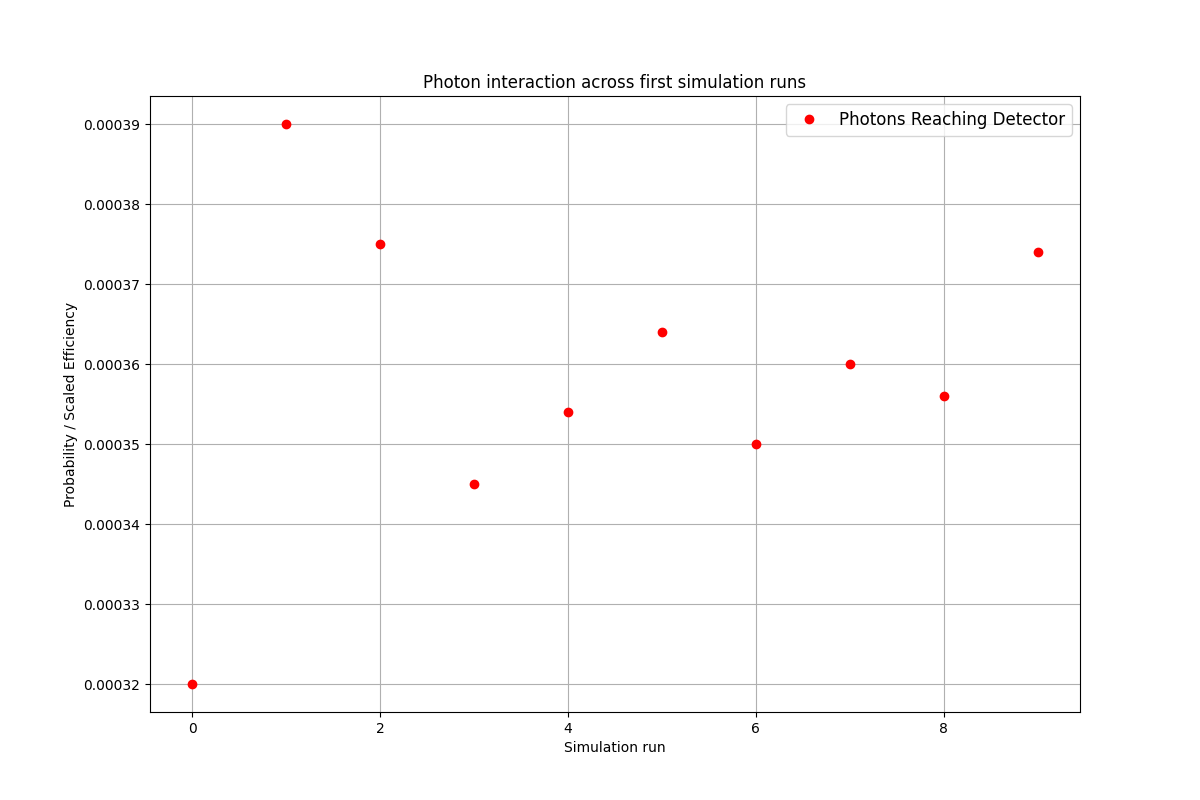 Photon interaction across first simulation runs
Photons Reaching Detector
Probability / Scaled Efficiency
0.00039
0.00038
0.00037
0.00036
0.00035
0.00034
0.00033
0.00032
0 2 4 6 8
Simulation run